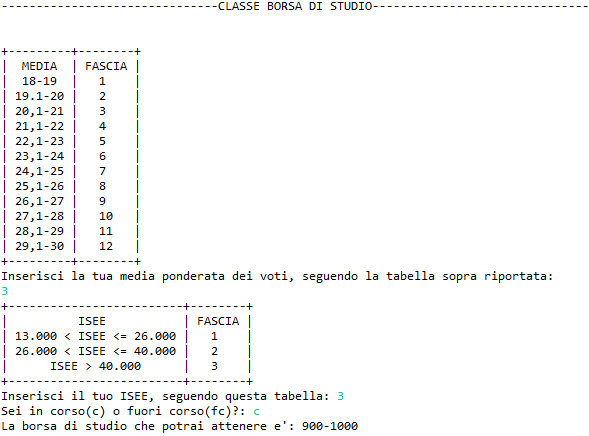 -------------------------------CLASSE BORSA DI STUDIO-------------------------------
+---------+--------+
| MEDIA | FASCIA |
| 18-19 | 1 |
| 19.1-20 | 2 |
| 20,1-21 | 3 |
| 21,1-22 | 4 |
| 22,1-23 | 5 |
| 23,1-24 | 6 |
| 24,1-25 | 7 |
| 25,1-26 | 8 |
| 26,1-27 | 9 |
| 27,1-28 | 10 |
| 28,1-29 | 11 |
| 29,1-30 | 12 |
+---------+--------+
Inserisci la tua media ponderata dei voti, seguendo la tabella sopra riportata:
3
+-------------------------+--------+
| ISEE | FASCIA |
| 13.000 < ISEE <= 26.000 | 1 |
| 26.000 < ISEE <= 40.000 | 2 |
| ISEE > 40.000 | 3 |
+-------------------------+--------+
Inserisci il tuo ISEE, seguendo questa tabella: 3
Sei in corso(c) o fuori corso(fc)?: c
La borsa di studio che potrai attenere e': 900-1000